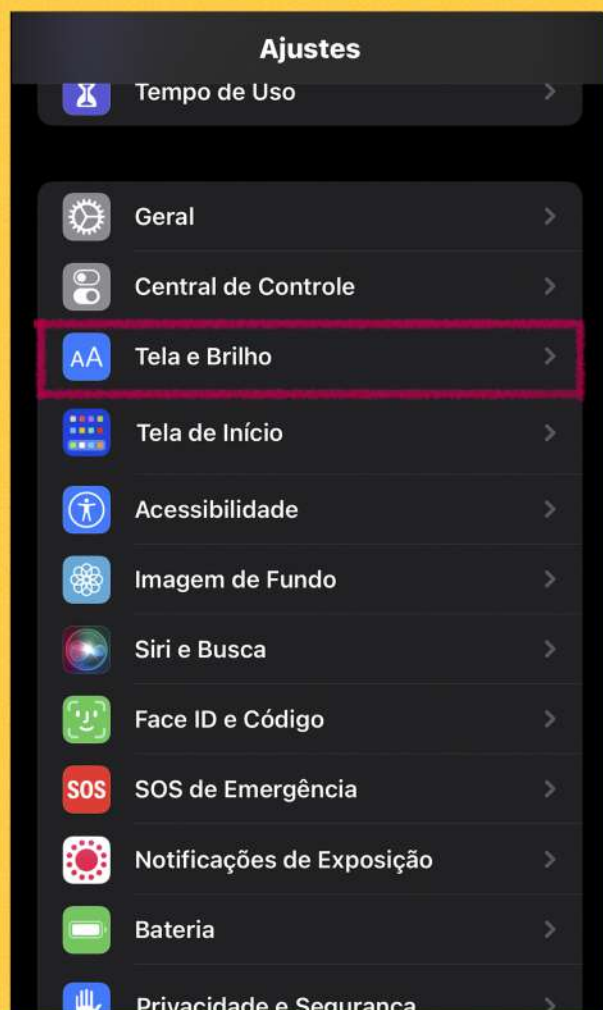 Ajustes
Tempo de Uso
Geral
Central de Controle
AA Tela e Brilho
Tela de Início
Acessibilidade
Imagem de Fundo
Siri e Busca
Face ID e Código
SOS SOS de Emergência
Notificações de Exposição
Bateria
Privacidade e Segurança